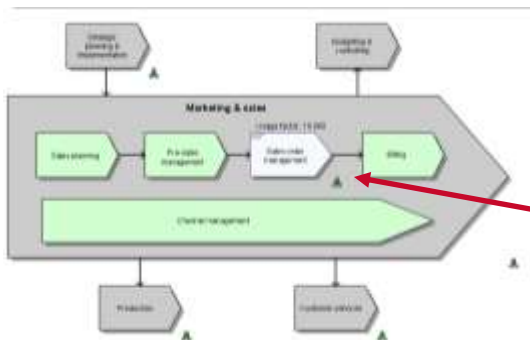 Strategic
planning &
implementation
Budgeting &
controlling
Marketing & sales
Sales planning
Pre-sales
management
Sales order
management
Billing
Channel management
Production
Customer services